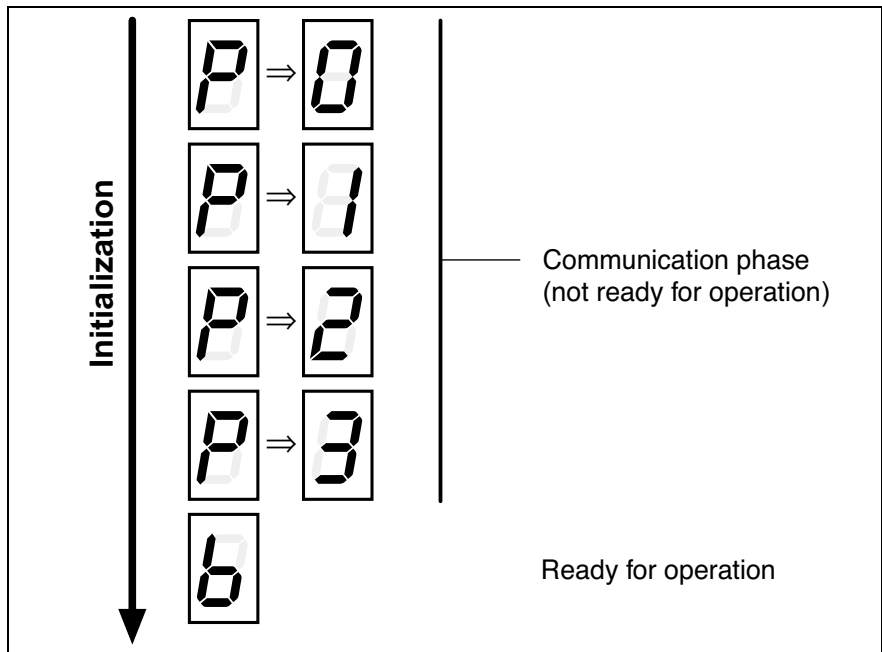 Initialization
P ⇒ 0
P ⇒ 1
P ⇒ 2
P ⇒ 3
b
Communication phase
(not ready for operation)
Ready for operation